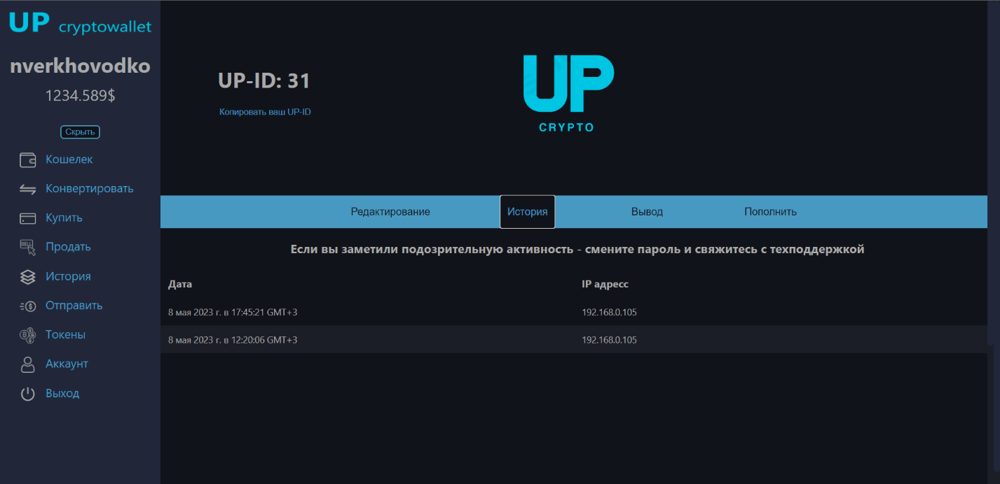 UP cryptowallet
nverkhovodko
1234.589$
Скрыть
Кошелек
Конвертировать
Купить
SELL
Продать
История
Отправить
Токены
Аккаунт
Выход
UP-ID: 31
Копировать ваш UP-ID
UP
CRYPTO
Редактирование История Вывод Пополнить
Если вы заметили подозрительную активность - смените пароль и свяжитесь с техподдержкой
Дата IP адресс
8 мая 2023 г. в 17:45:21 GMT+3 192.168.0.105
8 мая 2023 г. в 12:20:06 GMT+3 192.168.0.105